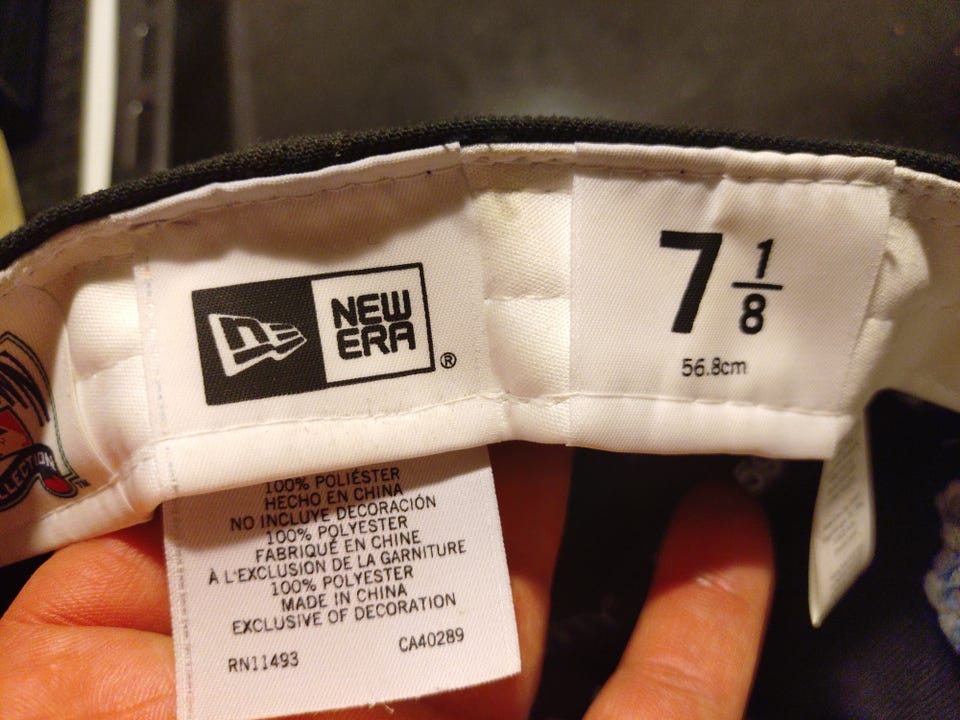 NEW
ERA
®
7 1/8
56.8cm
100% POLIÉSTER
HECHO EN CHINA
NO INCLUYE DECORACIÓN
100% POLYESTER
FABRIQUÉ EN CHINE
À L'EXCLUSION DE LA GARNITURE
100% POLYESTER
MADE IN CHINA
EXCLUSIVE OF DECORATION
RN11493 CA40289